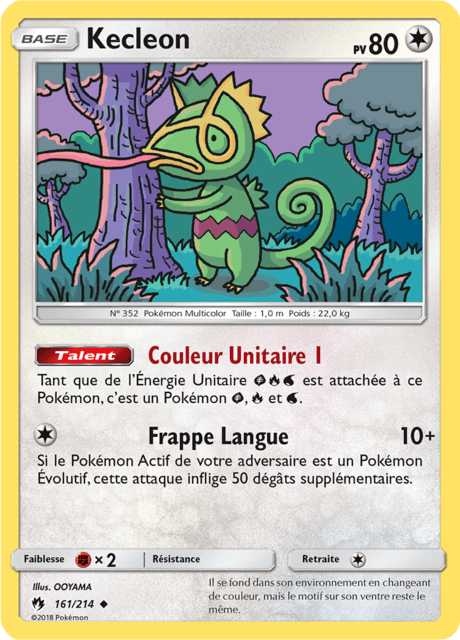 BASE Kecleon PV 80
N° 352 Pokémon Multicolor Taille : 1,0 m Poids : 22,0 kg
Talent Couleur Unitaire I
Tant que de l'Énergie Unitaire est attachée à ce
Pokémon, c'est un Pokémon , et .
Frappe Langue 10+
Si le Pokémon Actif de votre adversaire est un Pokémon
Évolutif, cette attaque inflige 50 dégâts supplémentaires.
Faiblesse ×2 Résistance Retraite
Illus. OOYAMA
161/214
©2018 Pokémon
Il se fond dans son environnement en changeant
de couleur, mais le motif sur son ventre reste le
même.